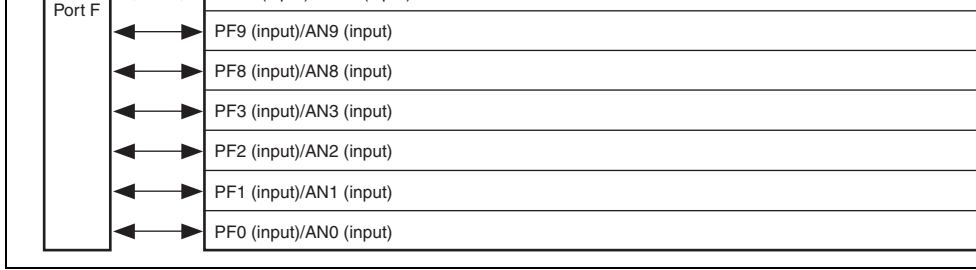 Port F
PF9 (input)/AN9 (input)
PF8 (input)/AN8 (input)
PF3 (input)/AN3 (input)
PF2 (input)/AN2 (input)
PF1 (input)/AN1 (input)
PF0 (input)/AN0 (input)